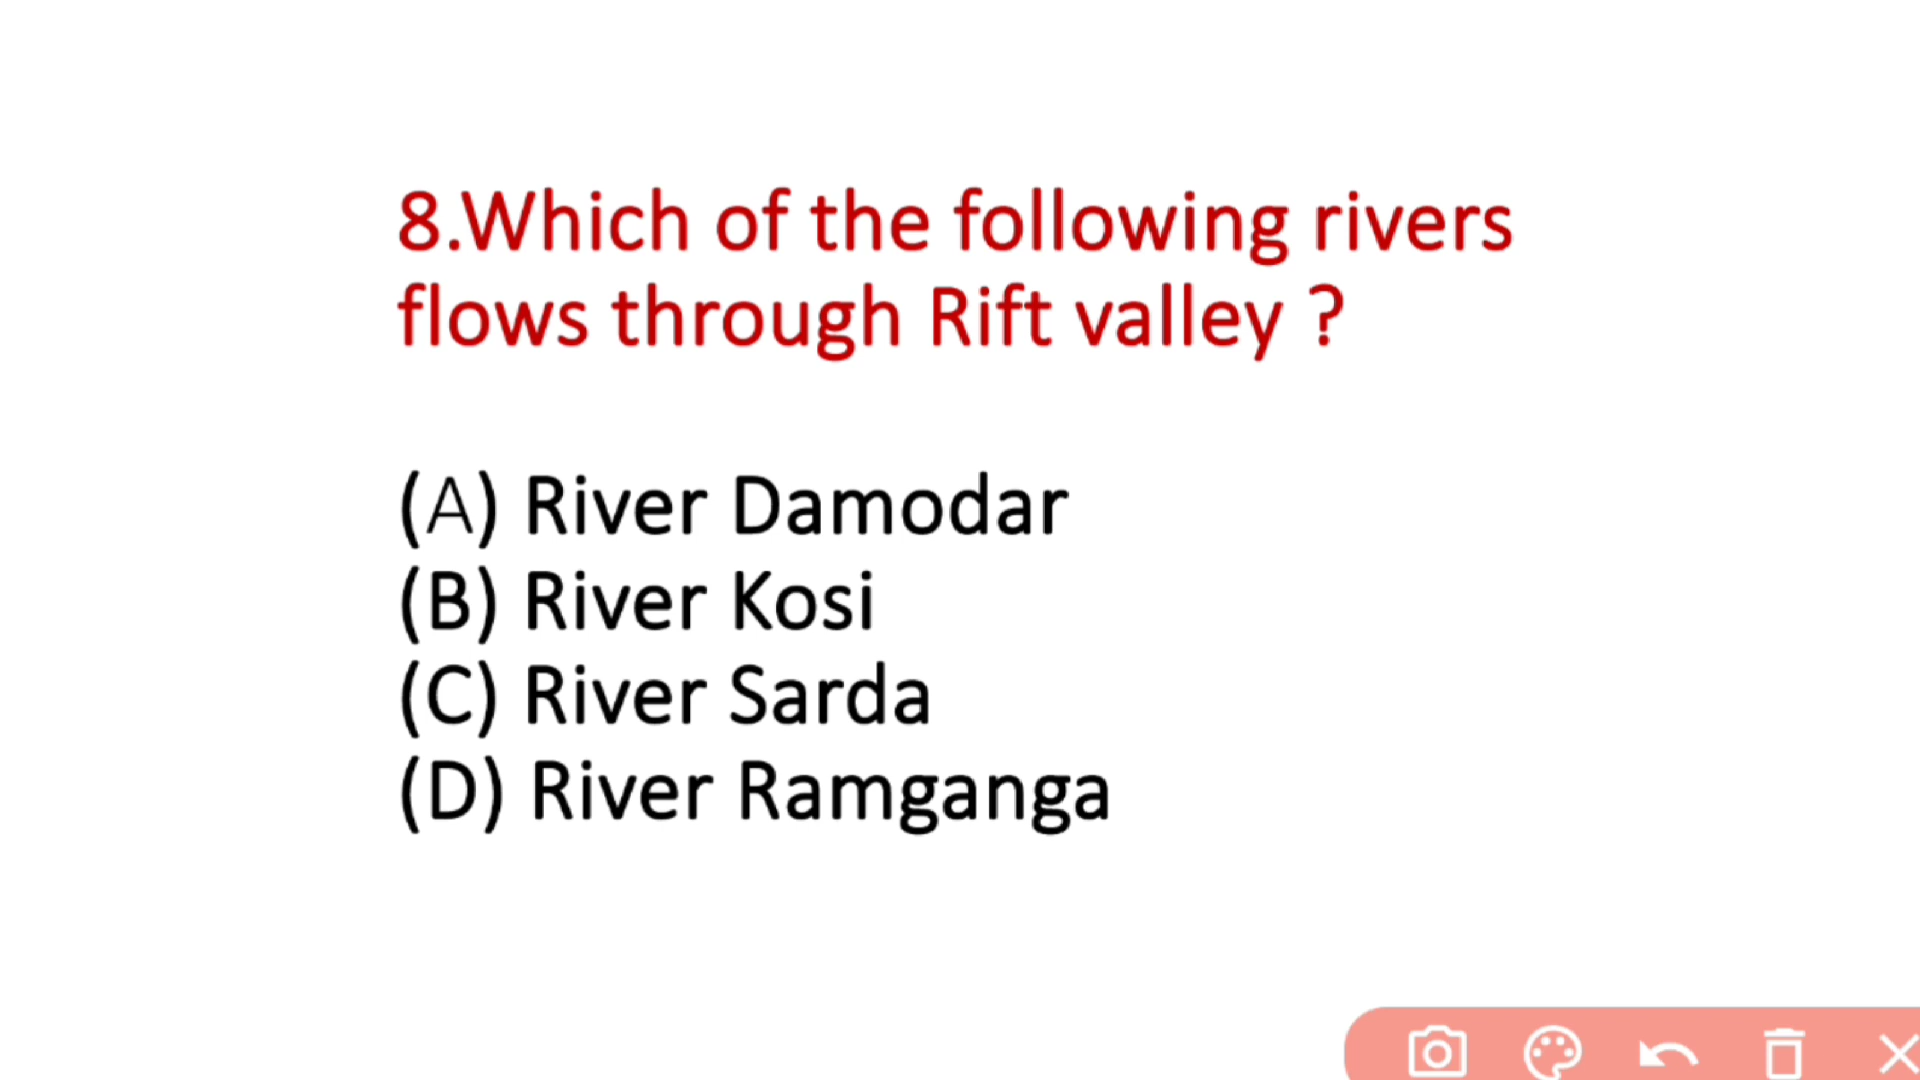 8.Which of the following rivers
flows through Rift valley ?
(A) River Damodar
(B) River Kosi
(C) River Sarda
(D) River Ramganga